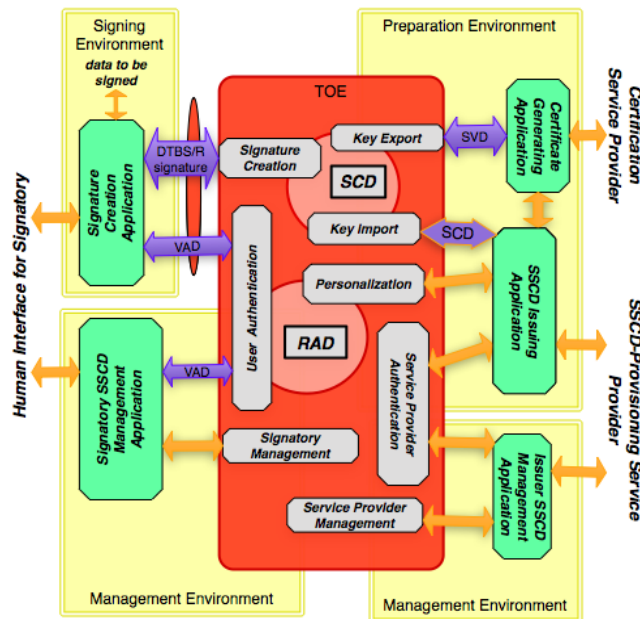 Signing
Environment
data to be
signed
Preparation Environment
TOE
DTBS/R
signature
Signature
Creation
Key Export
SVD
Certificate
Generating
Application
Certification
Service Provider
SCD
Signature
Creation
Application
Key Import
SCD
VAD
User Authentication
Personalization
SSCD Issuing
Application
Human Interface for Signatory
RAD
SSCD-Provisioning Service
Provider
Signatory SSCD
Management
Application
VAD
Service Provider
Authentication
Signatory
Management
Issuer SSCD
Management
Application
Service Provider
Management
Management Environment
Management Environment